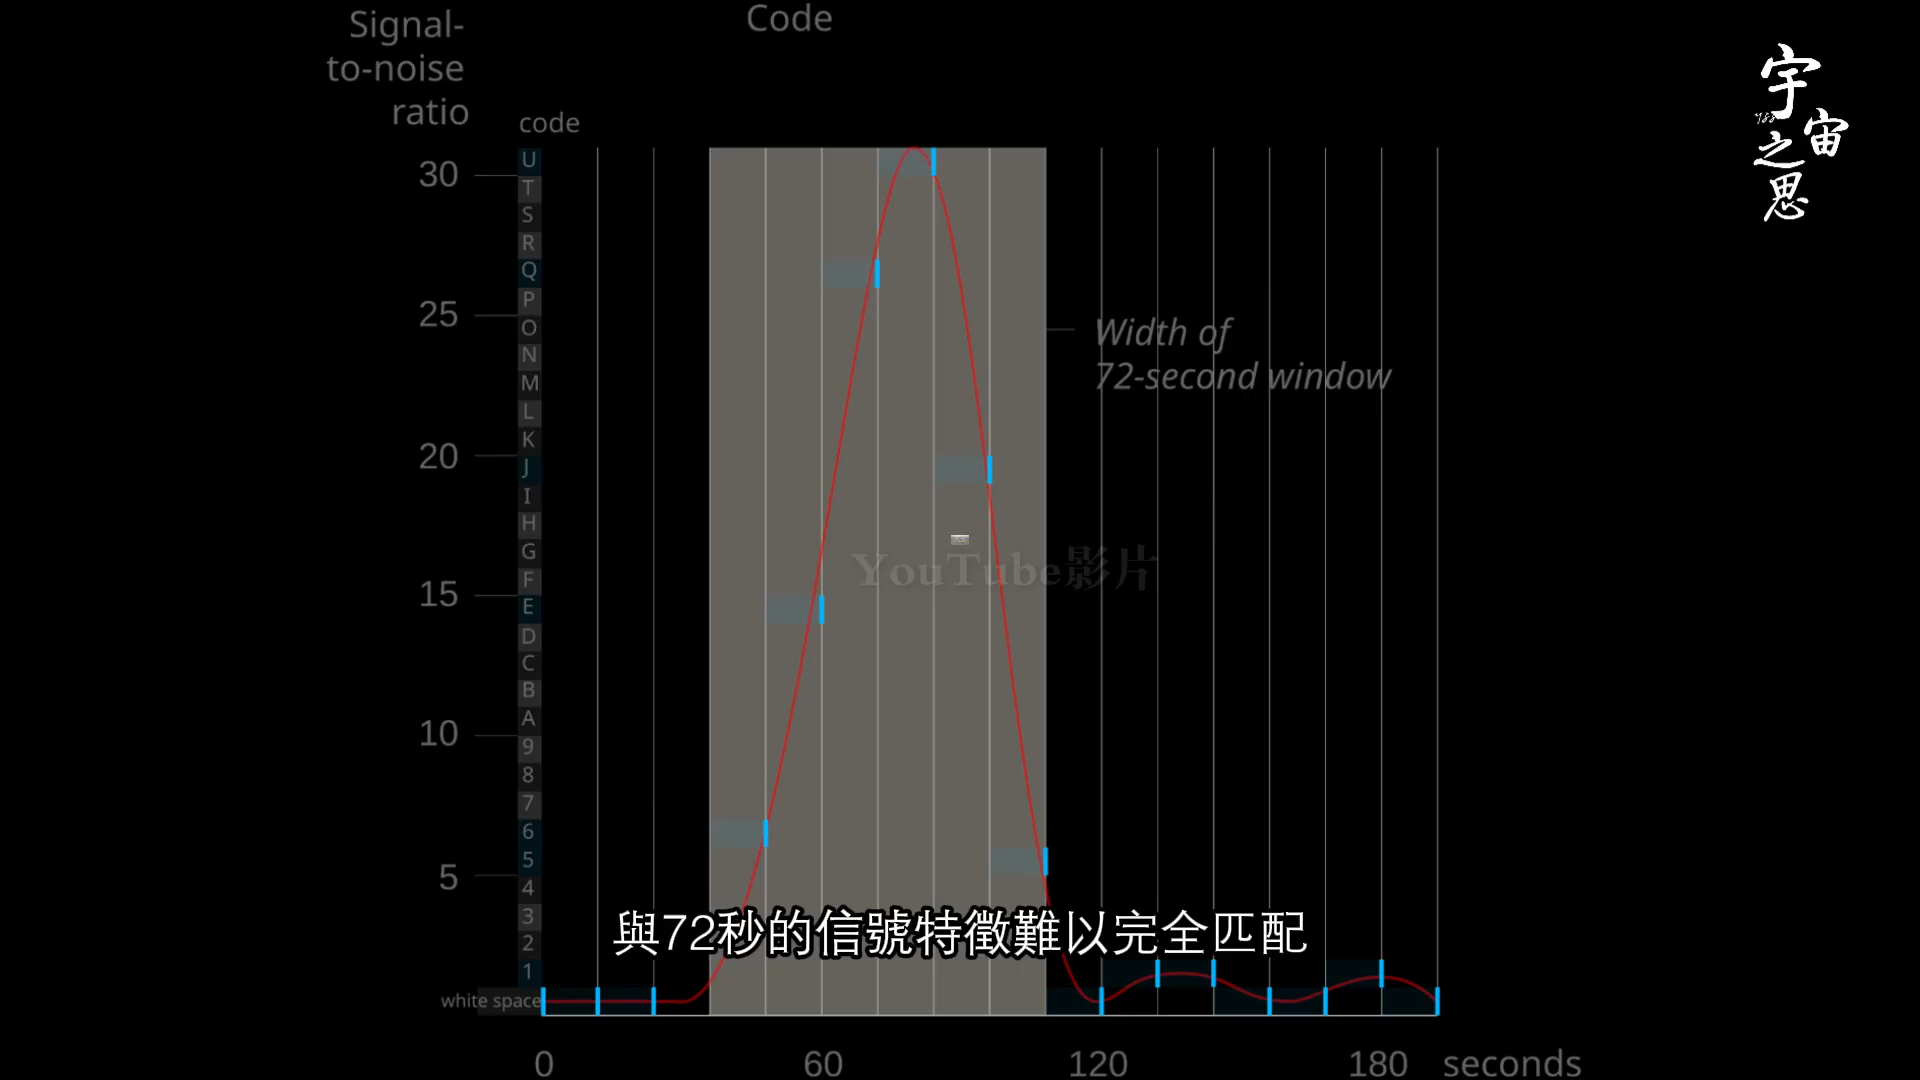 Signal-
to-noise
ratio
Code
code
宇宙之思
30
25
20
15
10
5
U
T
S
R
Q
P
O
N
M
L
K
J
I
H
G
F
E
D
C
B
A
9
8
7
6
5
4
3
2
1
white space
Width of
72-second window
YouTube影片
與72秒的信號特徵難以完全匹配
0
60
120
180
seconds